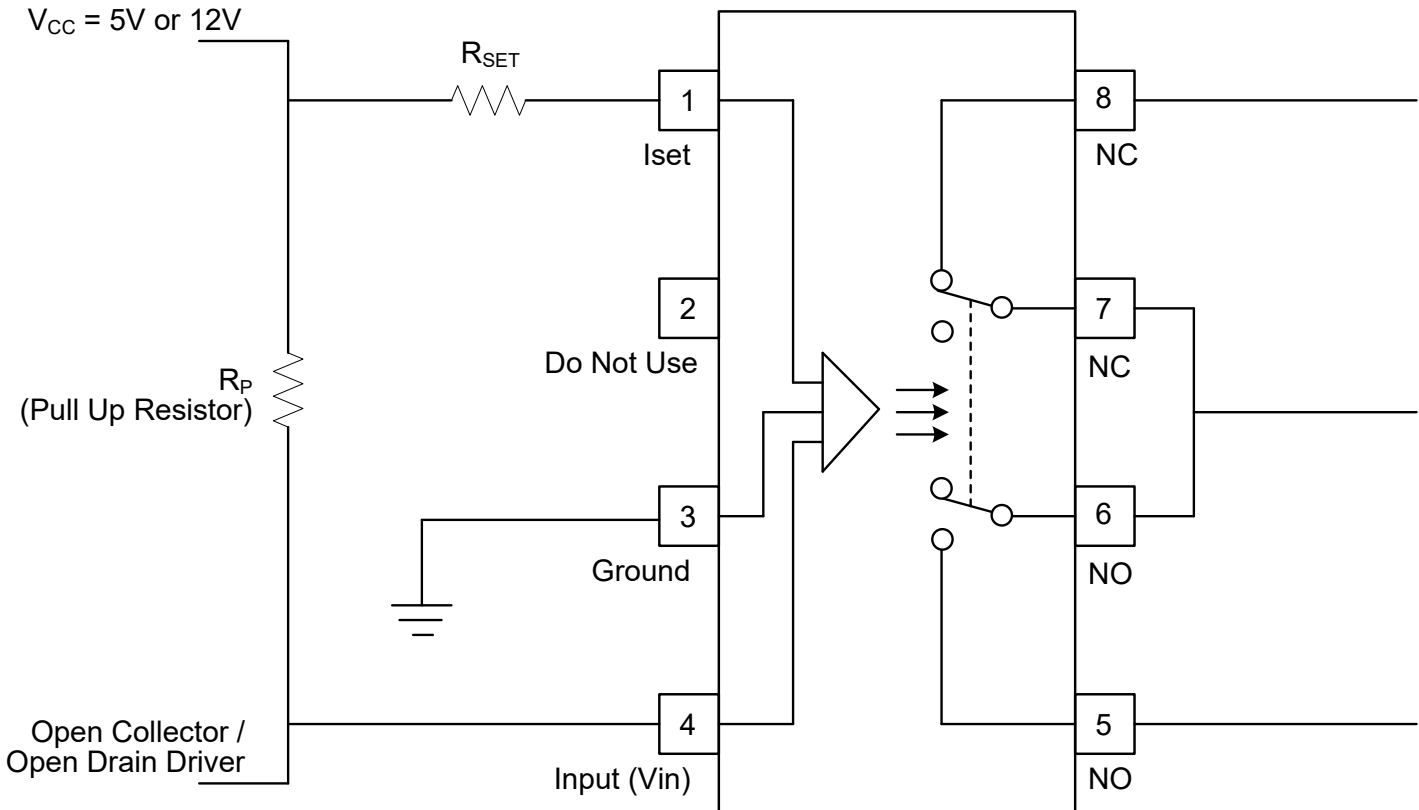 V_CC = 5V or 12V
R_SET
1
Iset
8
NC
2
Do Not Use
7
NC
R_P
(Pull Up Resistor)
3
Ground
6
NO
Open Collector /
Open Drain Driver
4
Input (Vin)
5
NO